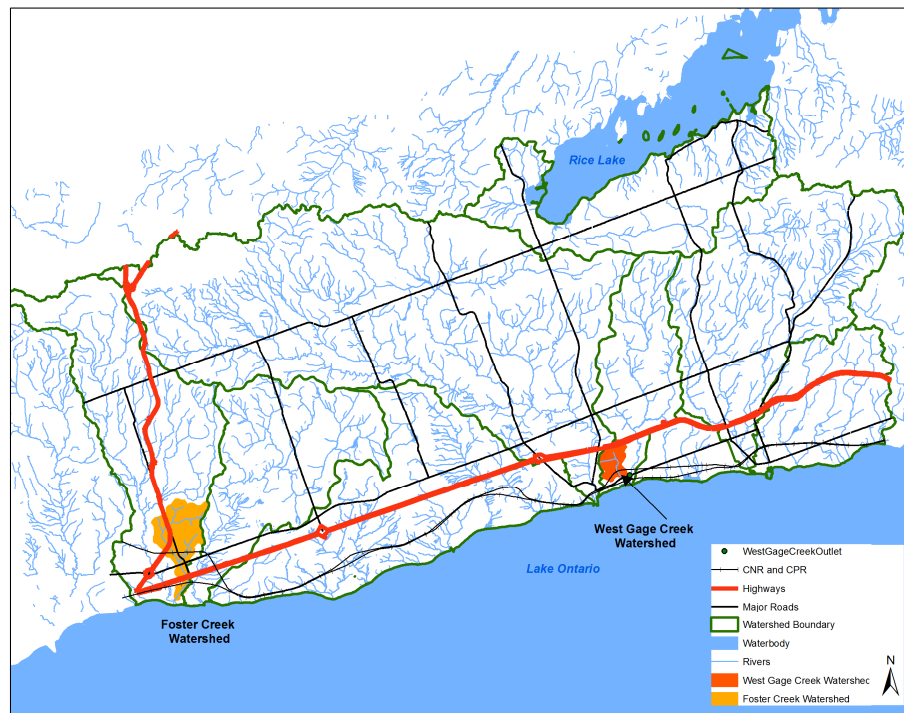 Rice Lake
West Gage Creek
Watershed
Lake Ontario
Foster Creek
Watershed
WestGageCreekOutlet
CNR and CPR
Highways
Major Roads
Watershed Boundary
Waterbody
Rivers
West Gage Creek Watershed
Foster Creek Watershed
N